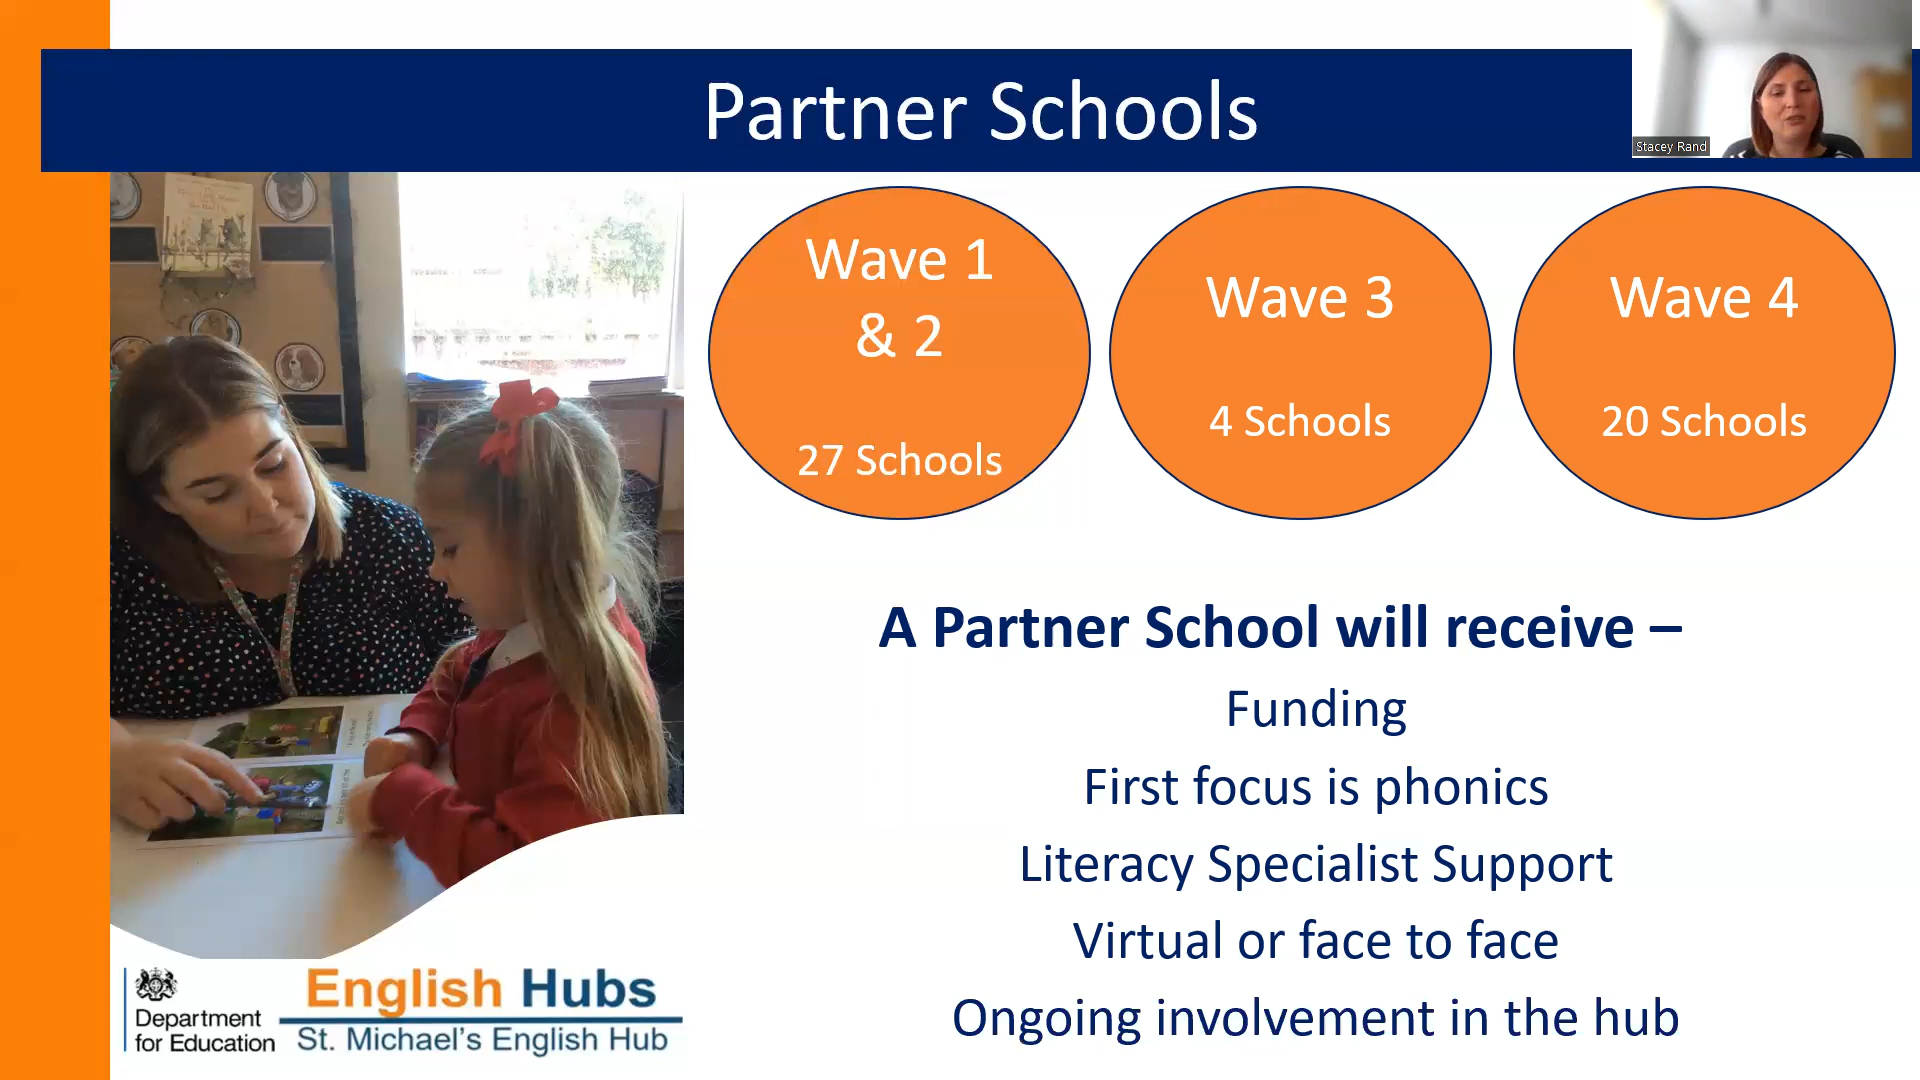 Partner Schools
Stacey Rand
Wave 1
& 2
27 Schools
Wave 3
4 Schools
Wave 4
20 Schools
A Partner School will receive –
Funding
First focus is phonics
Literacy Specialist Support
Virtual or face to face
Ongoing involvement in the hub
Department
for Education
English Hubs
St. Michael's English Hub